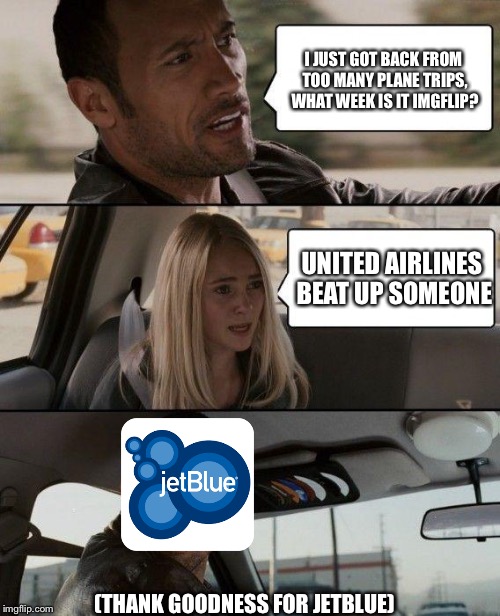 I JUST GOT BACK FROM
TOO MANY PLANE TRIPS,
WHAT WEEK IS IT IMGFLIP?
UNITED AIRLINES
BEAT UP SOMEONE
jetBlue
(THANK GOODNESS FOR JETBLUE)
imgflip.com